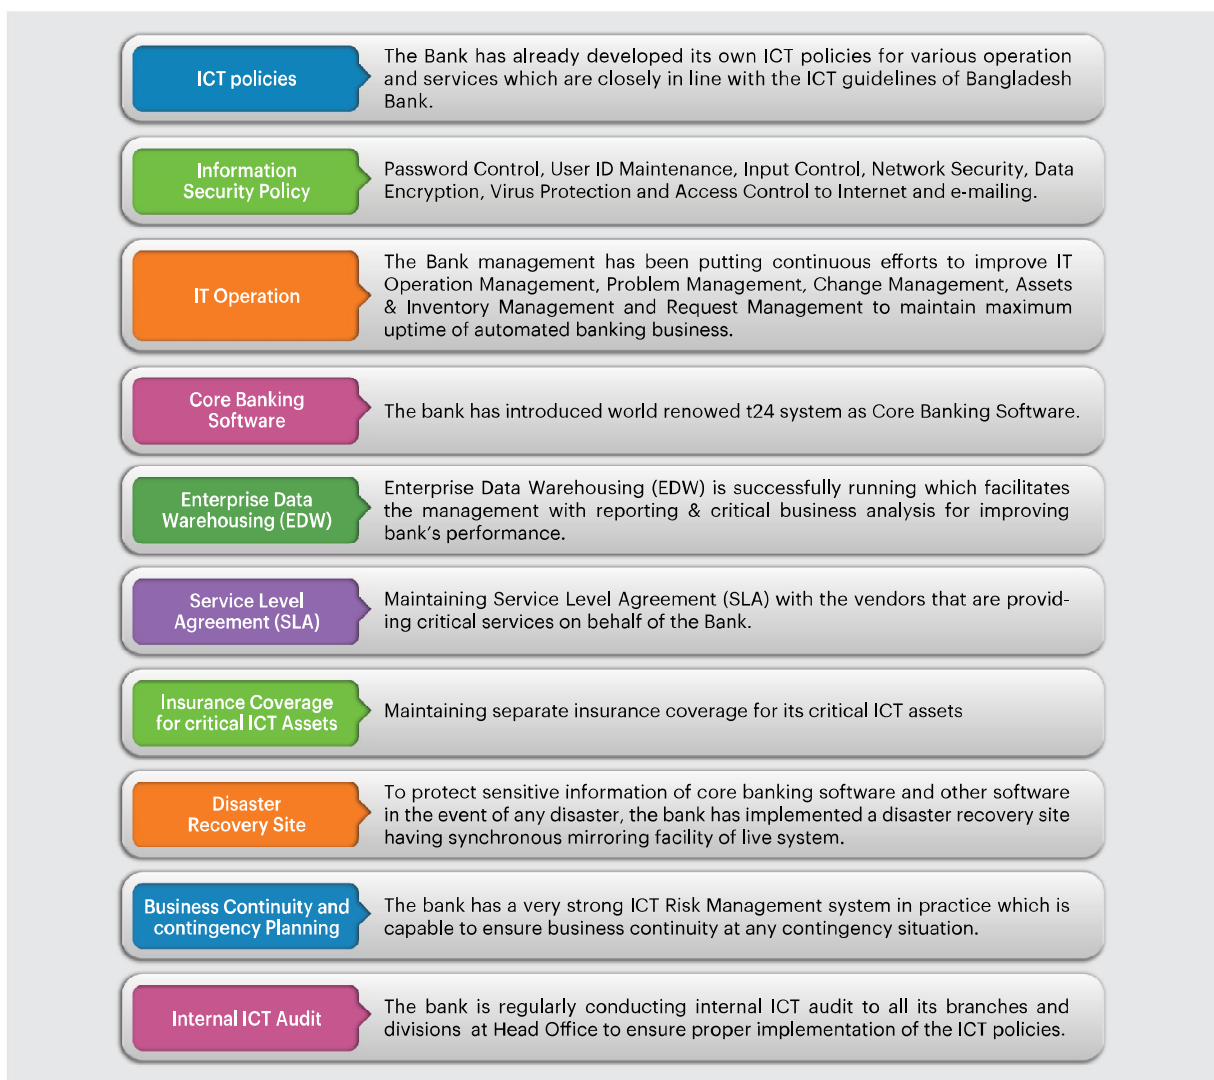 ICT policies
The Bank has already developed its own ICT policies for various operation
and services which are closely in line with the ICT guidelines of Bangladesh
Bank.
Information
Security Policy
Password Control, User ID Maintenance, Input Control, Network Security, Data
Encryption, Virus Protection and Access Control to Internet and e-mailing.
IT Operation
The Bank management has been putting continuous efforts to improve IT
Operation Management, Problem Management, Change Management, Assets
& Inventory Management and Request Management to maintain maximum
uptime of automated banking business.
Core Banking
Software
The bank has introduced world renowed t24 system as Core Banking Software.
Enterprise Data
Warehousing (EDW)
Enterprise Data Warehousing (EDW) is successfully running which facilitates
the management with reporting & critical business analysis for improving
bank's performance.
Service Level
Agreement (SLA)
Maintaining Service Level Agreement (SLA) with the vendors that are provid-
ing critical services on behalf of the Bank.
Insurance Coverage
for critical ICT Assets
Maintaining separate insurance coverage for its critical ICT assets
Disaster
Recovery Site
To protect sensitive information of core banking software and other software
in the event of any disaster, the bank has implemented a disaster recovery site
having synchronous mirroring facility of live system.
Business Continuity and
contingency Planning
The bank has a very strong ICT Risk Management system in practice which is
capable to ensure business continuity at any contingency situation.
Internal ICT Audit
The bank is regularly conducting internal ICT audit to all its branches and
divisions at Head Office to ensure proper implementation of the ICT policies.